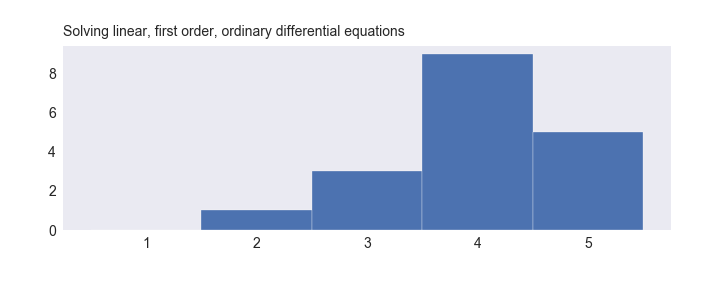 Solving linear, first order, ordinary differential equations
8
6
4
2
0
1 2 3 4 5